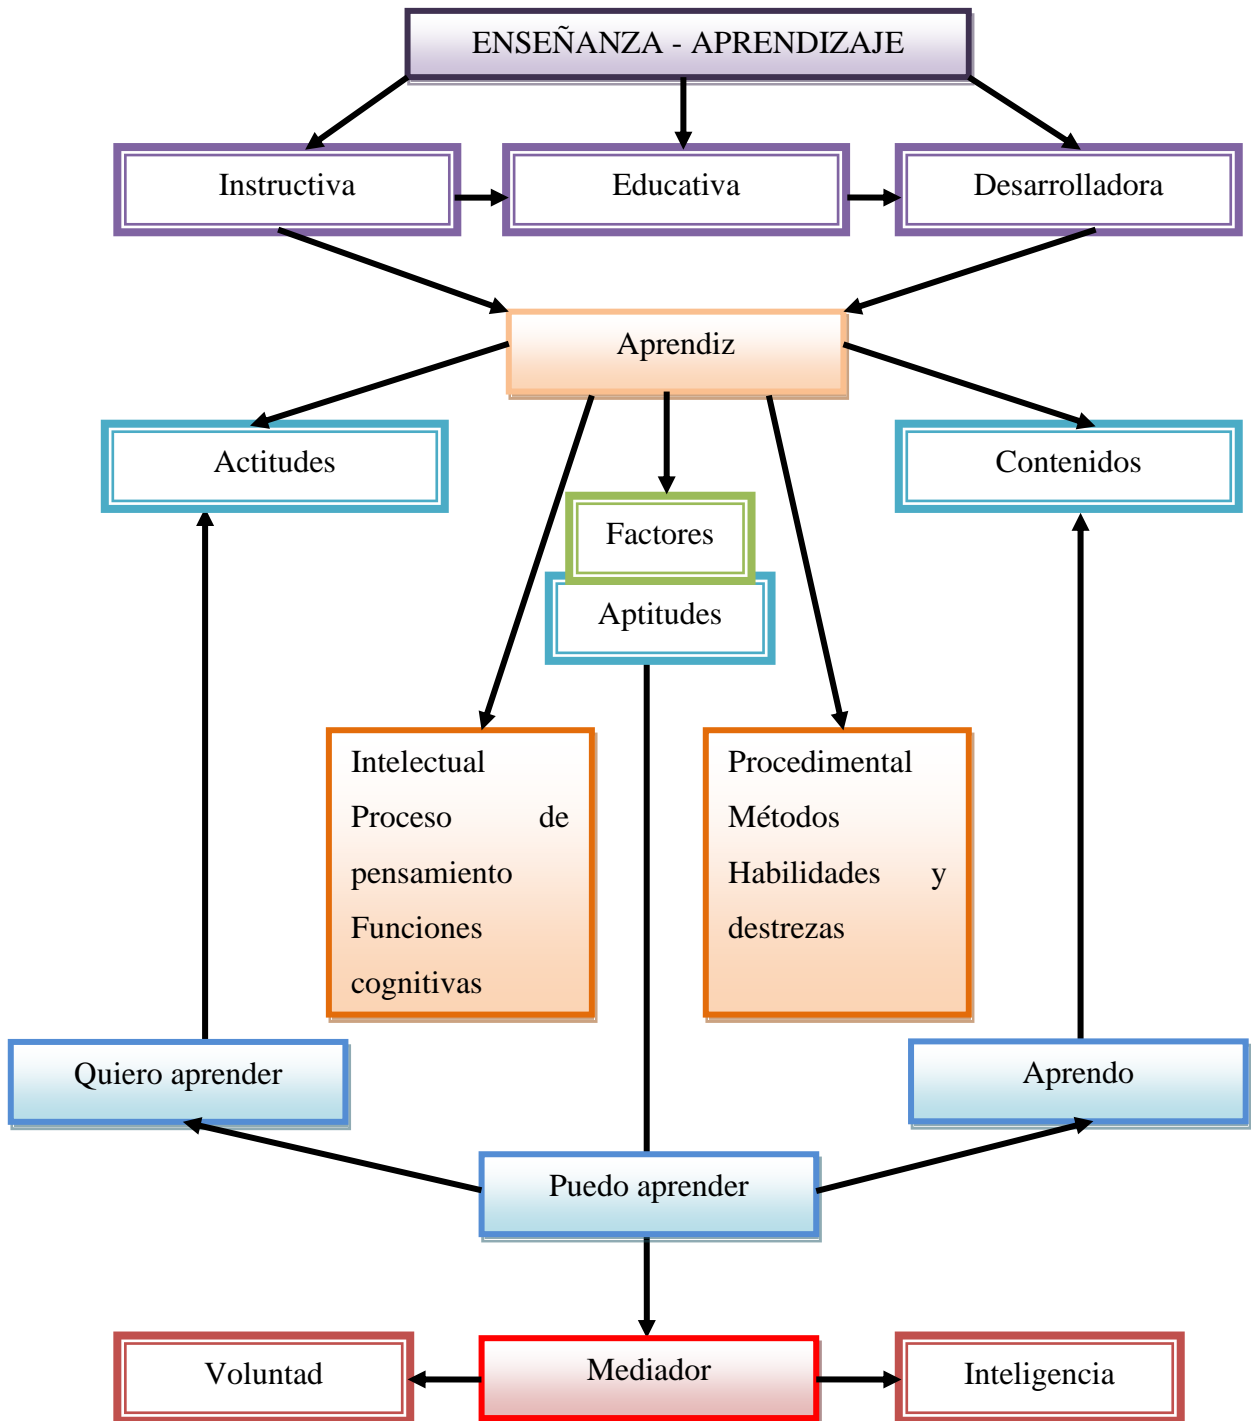 ENSEÑANZA - APRENDIZAJE
Instructiva
Educativa
Desarrolladora
Aprendiz
Actitudes
Contenidos
Factores
Aptitudes
Intelectual
Proceso de
pensamiento
Funciones
cognitivas
Procedimental
Métodos
Habilidades y
destrezas
Quiero aprender
Aprendo
Puedo aprender
Voluntad
Mediador
Inteligencia